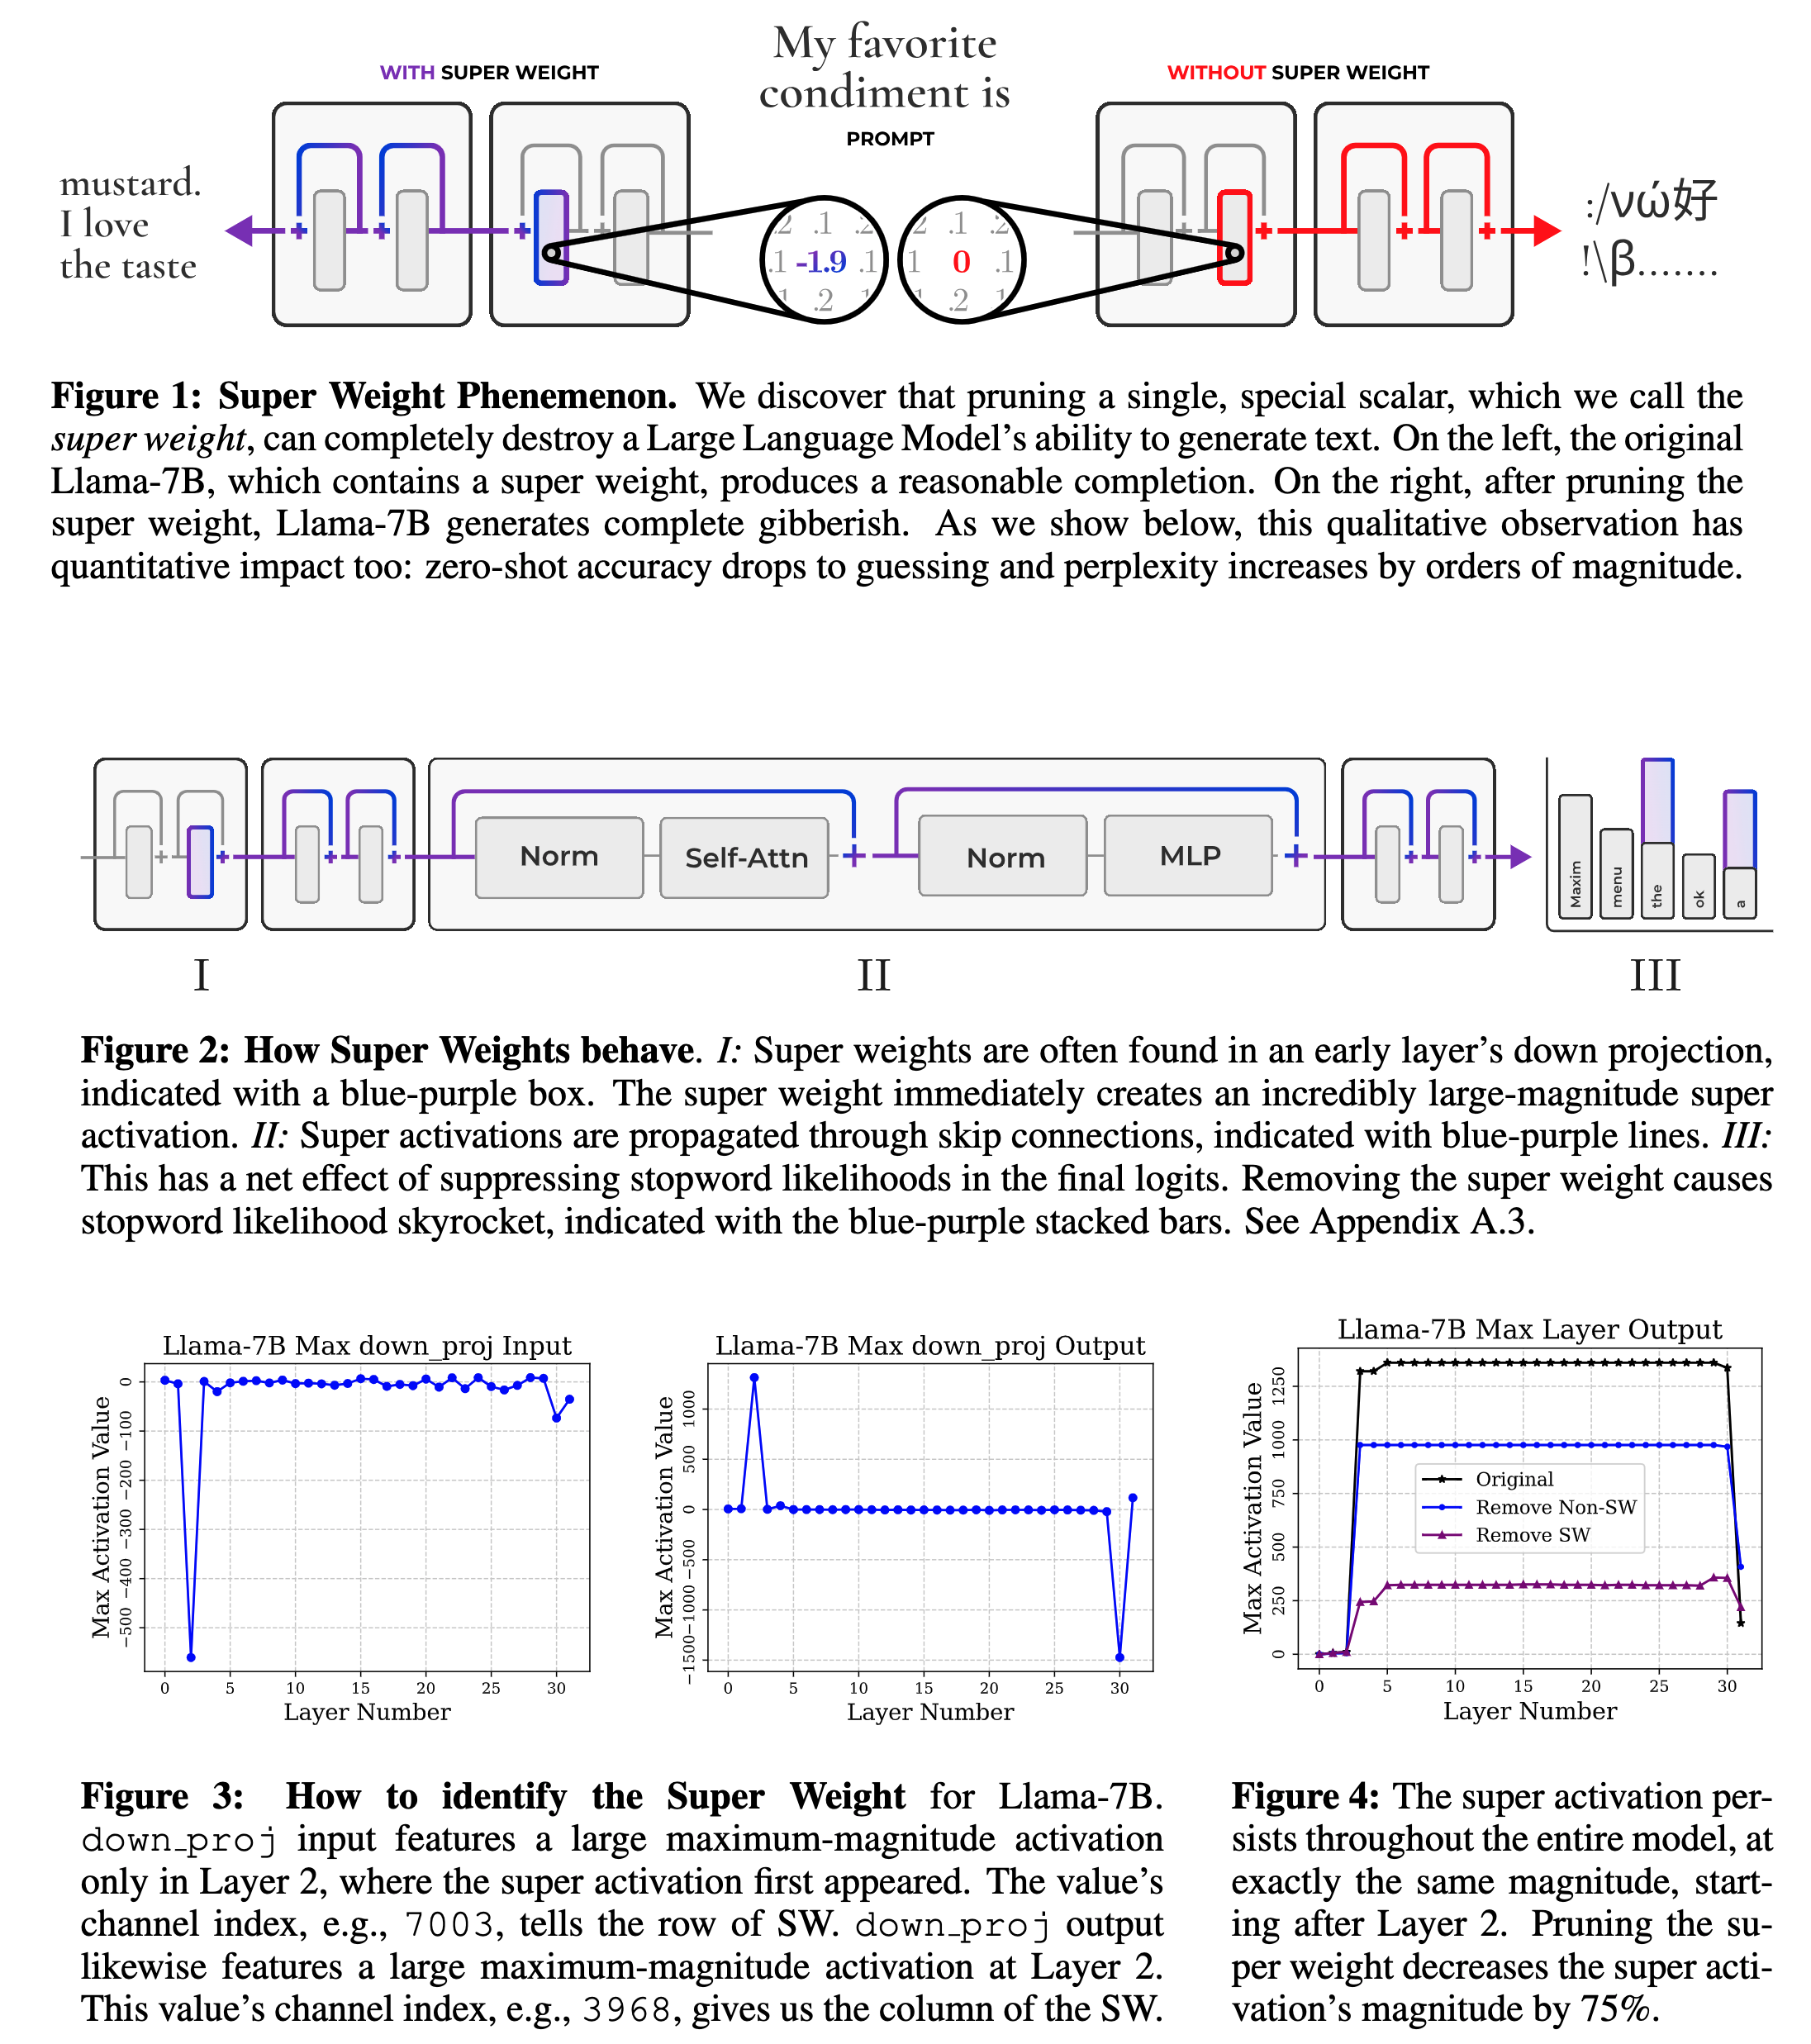 My favorite
condiment is
PROMPT
WITH SUPER WEIGHT
WITHOUT SUPER WEIGHT
mustard.
I love
the taste
.2 .1 .2
.1 -1.9 .1
1 .2 1
2 .1 .2
1 0 .1
.2 1
:/νώ好
!\β.......
Figure 1: Super Weight Phenemenon. We discover that pruning a single, special scalar, which we call the
super weight, can completely destroy a Large Language Model's ability to generate text. On the left, the original
Llama-7B, which contains a super weight, produces a reasonable completion. On the right, after pruning the
super weight, Llama-7B generates complete gibberish. As we show below, this qualitative observation has
quantitative impact too: zero-shot accuracy drops to guessing and perplexity increases by orders of magnitude.
Norm
Self-Attn
Norm
MLP
Maxim
menu
the
ok
a
I
II
III
Figure 2: How Super Weights behave. I: Super weights are often found in an early layer's down projection,
indicated with a blue-purple box. The super weight immediately creates an incredibly large-magnitude super
activation. II: Super activations are propagated through skip connections, indicated with blue-purple lines. III:
This has a net effect of suppressing stopword likelihoods in the final logits. Removing the super weight causes
stopword likelihood skyrocket, indicated with the blue-purple stacked bars. See Appendix A.3.
Llama-7B Max down_proj Input
Max Activation Value
0
−100
−200
−300
−400
−500
0 5 10 15 20 25 30
Layer Number
Llama-7B Max down_proj Output
Max Activation Value
1000
500
0
−500
−1000
−1500
0 5 10 15 20 25 30
Layer Number
Llama-7B Max Layer Output
Max Activation Value
1250
1000
750
500
250
0
Original
Remove Non-SW
Remove SW
0 5 10 15 20 25 30
Layer Number
Figure 3: How to identify the Super Weight for Llama-7B.
down_proj input features a large maximum-magnitude activation
only in Layer 2, where the super activation first appeared. The value's
channel index, e.g., 7003, tells the row of SW. down_proj output
likewise features a large maximum-magnitude activation at Layer 2.
This value's channel index, e.g., 3968, gives us the column of the SW.
Figure 4: The super activation per-
sists throughout the entire model, at
exactly the same magnitude, start-
ing after Layer 2. Pruning the su-
per weight decreases the super acti-
vation's magnitude by 75%.